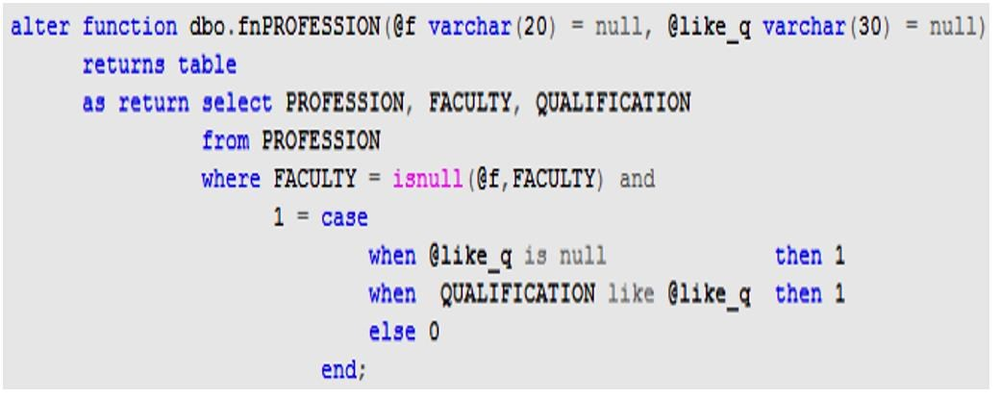 alter function dbo.fnPROFESSION(@f varchar(20) = null, @like_q varchar(30) = null)
returns table
as return select PROFESSION, FACULTY, QUALIFICATION
from PROFESSION
where FACULTY = isnull(@f,FACULTY) and
1 = case
when @like_q is null then 1
when QUALIFICATION like @like_q then 1
else 0
end;